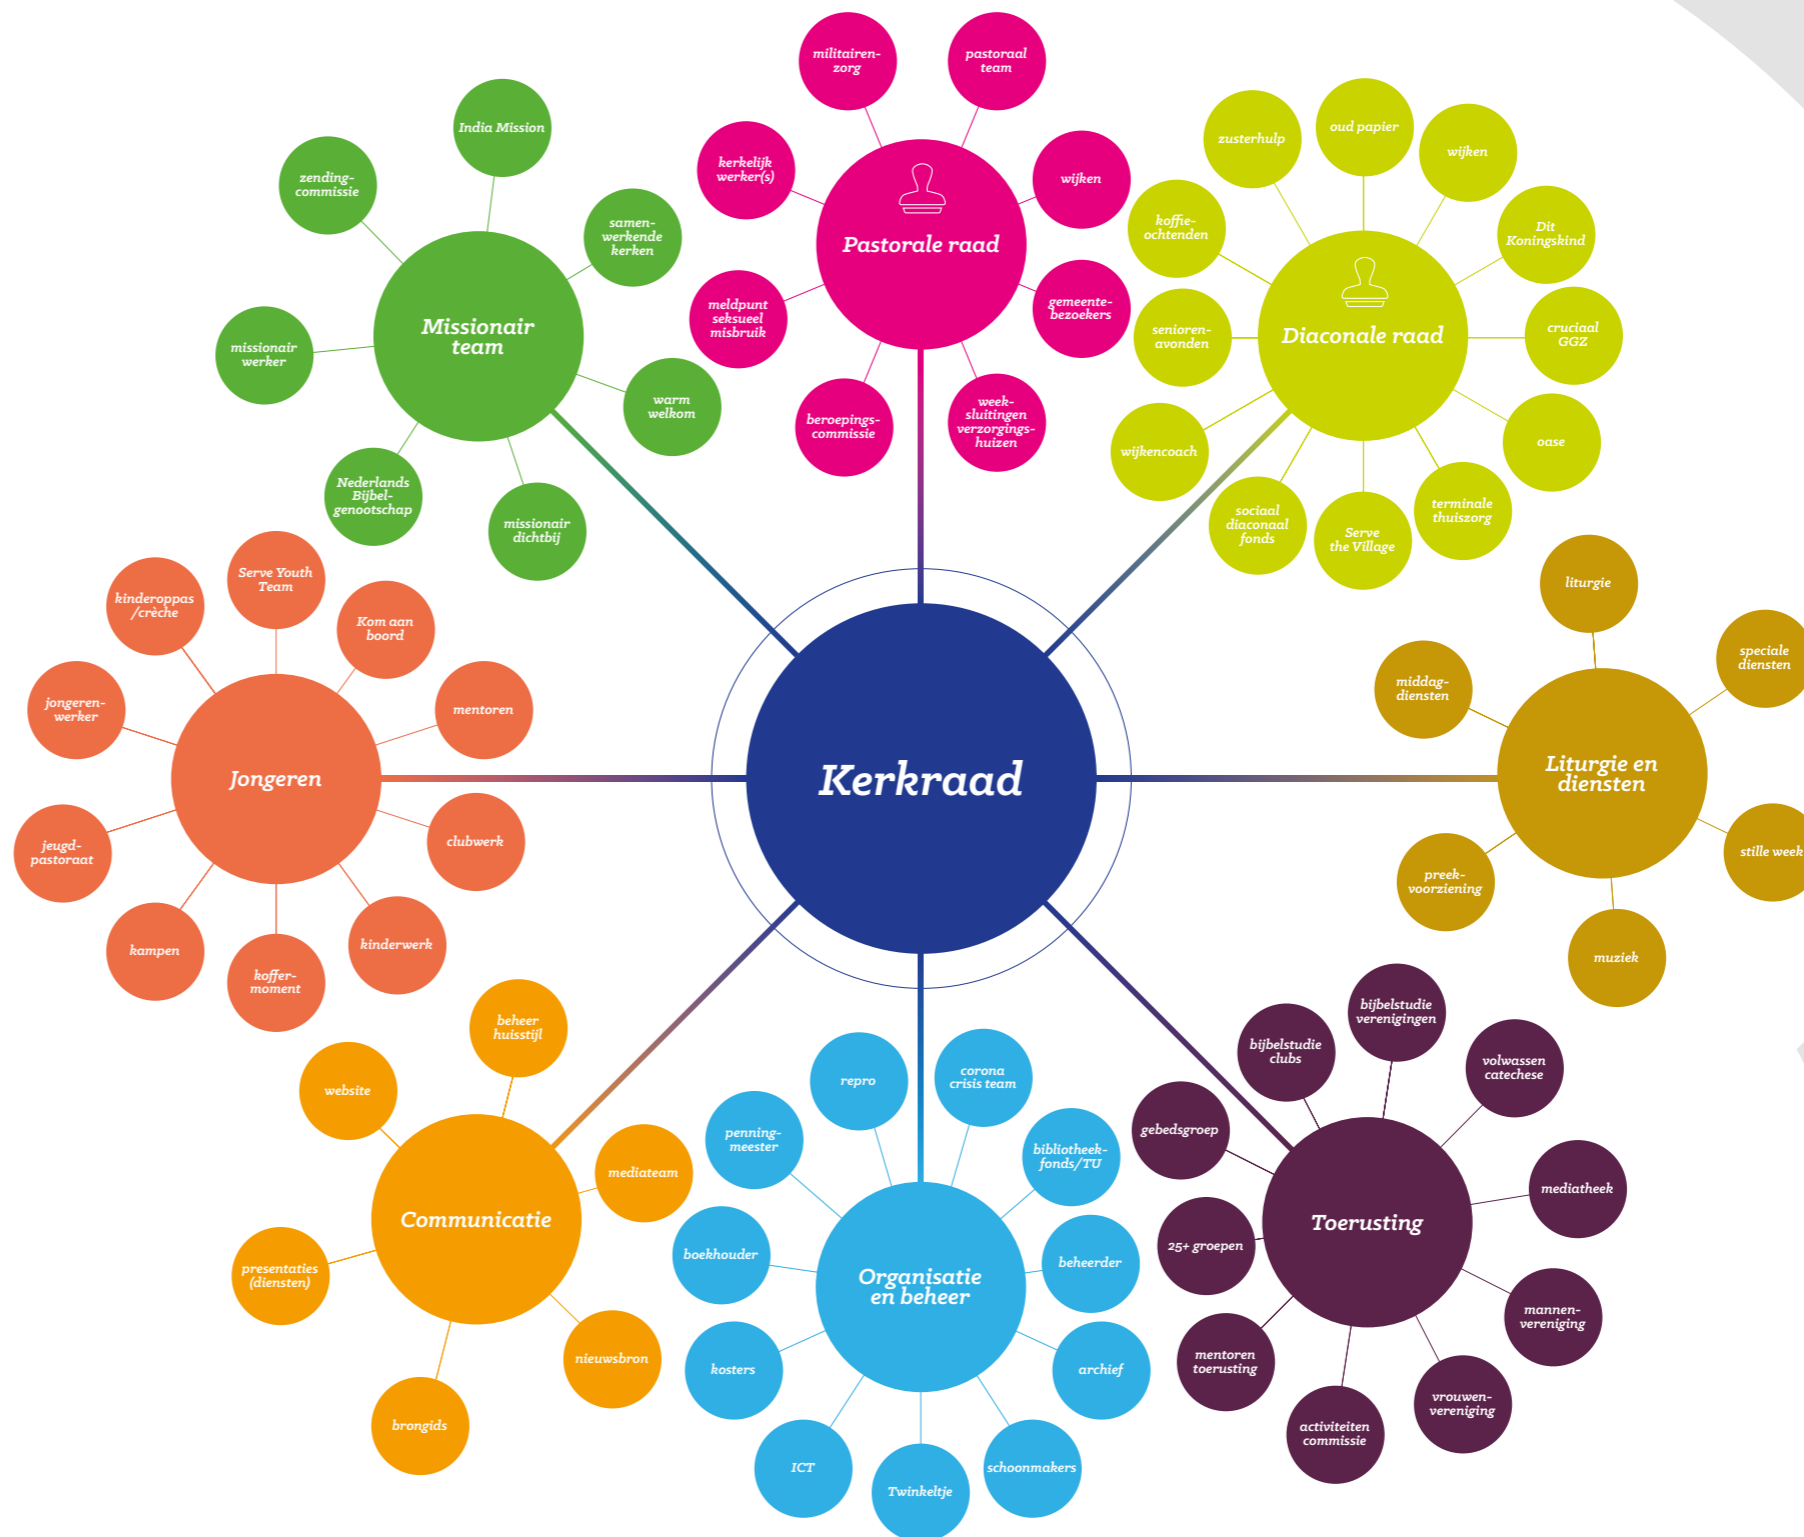 Kerkraad
Pastorale raad
militairen-
zorg
pastoraal
team
wijken
gemeente-
bezoekers
week-
sluitingen
verzorgings-
huizen
beroepings-
commissie
meldpunt
seksueel
misbruik
kerkelijk
werker(s)
Diaconale raad
zusterhulp
oud papier
wijken
Dit
Koningskind
cruciaal
GGZ
oase
terminale
thuiszorg
Serve
the Village
sociaal
diaconaal
fonds
wijkencoach
senioren-
avonden
koffie-
ochtenden
Liturgie en
diensten
liturgie
speciale
diensten
stille week
muziek
preek-
voorziening
middag-
diensten
Toerusting
bijbelstudie
clubs
bijbelstudie
verenigingen
volwassen
catechese
mediatheek
mannen-
vereniging
vrouwen-
vereniging
activiteiten
commissie
mentoren
toerusting
25+ groepen
gebedsgroep
Organisatie
en beheer
repro
corona
crisis team
bibliotheek-
fonds/TU
beheerder
archief
schoonmakers
Twinkeltje
ICT
kosters
boekhouder
penning-
meester
Communicatie
website
beheer
huisstijl
mediateam
nieuwsbron
brongids
presentaties
(diensten)
Jongeren
kinderoppas
/crèche
Serve Youth
Team
Kom aan
boord
mentoren
clubwerk
kinderwerk
koffer-
moment
kampen
jeugd-
pastoraat
jongeren-
werker
Missionair
team
zending-
commissie
India Mission
samen-
werkende
kerken
warm
welkom
missionair
dichtbij
Nederlands
Bijbel-
genootschap
missionair
werker